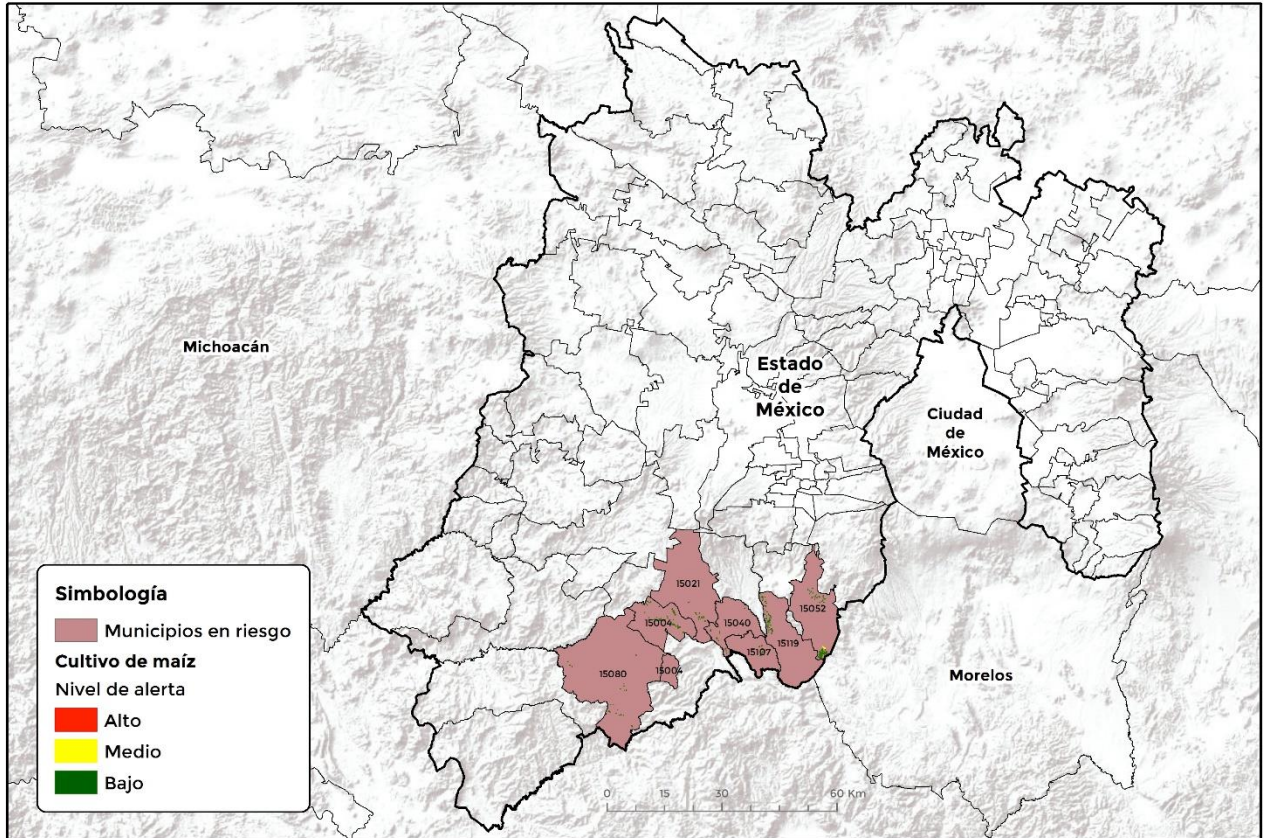 Michoacán
Estado
de
México
Ciudad
de
México
15021
15052
15004
15040
15119
15107
15080
15004
Morelos
Simbología
Municipios en riesgo
Cultivo de maíz
Nivel de alerta
Alto
Medio
Bajo
0 15 30 60 Km